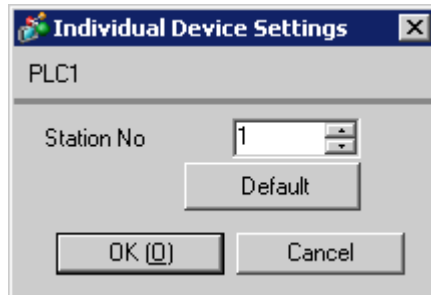 Individual Device Settings
PLC1
Station No 1
Default
OK (O) Cancel